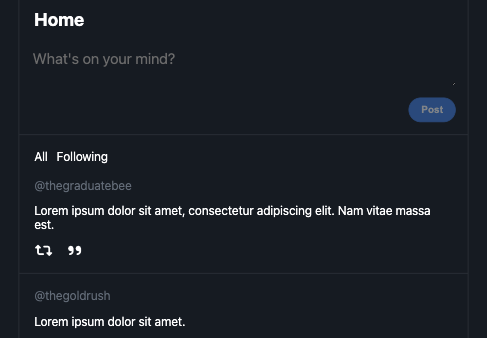 Home
What's on your mind?
Post
All Following
@thegraduatebee
Lorem ipsum dolor sit amet, consectetur adipiscing elit. Nam vitae massa
est.
@thegoldrush
Lorem ipsum dolor sit amet.